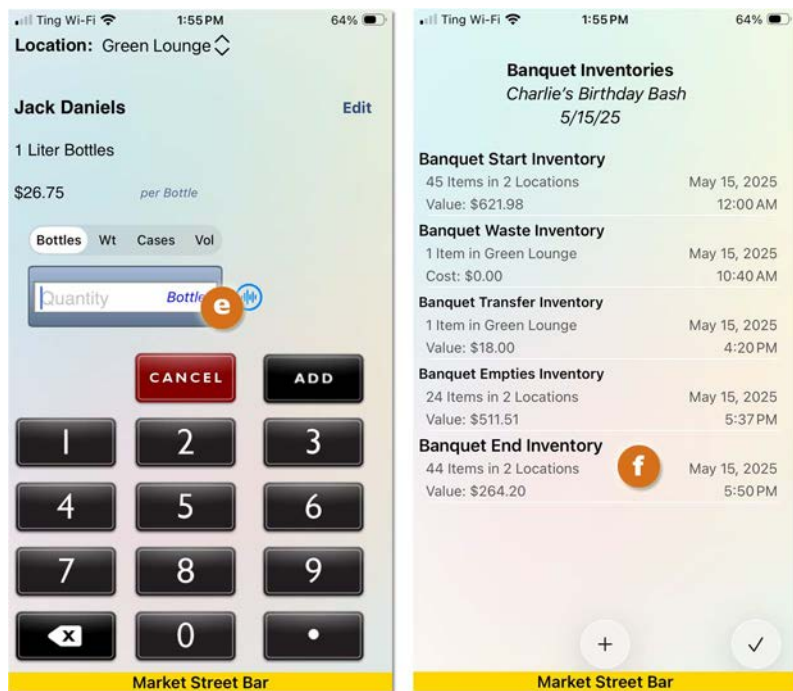 Ting Wi-Fi 1:55 PM 64%
Location: Green Lounge
Jack Daniels Edit
1 Liter Bottles
$26.75 per Bottle
Bottles Wt Cases Vol
Quantity Bottle
e
CANCEL ADD
1 2 3
4 5 6
7 8 9
x 0 .
Market Street Bar
Ting Wi-Fi 1:55 PM 64%
Banquet Inventories
Charlie's Birthday Bash
5/15/25
Banquet Start Inventory
45 Items in 2 Locations May 15, 2025
Value: $621.98 12:00 AM
Banquet Waste Inventory
1 Item in Green Lounge May 15, 2025
Cost: $0.00 10:40 AM
Banquet Transfer Inventory
1 Item in Green Lounge May 15, 2025
Value: $18.00 4:20 PM
Banquet Empties Inventory
24 Items in 2 Locations May 15, 2025
Value: $511.51 5:37 PM
Banquet End Inventory
f
44 Items in 2 Locations May 15, 2025
Value: $264.20 5:50 PM
+
Market Street Bar